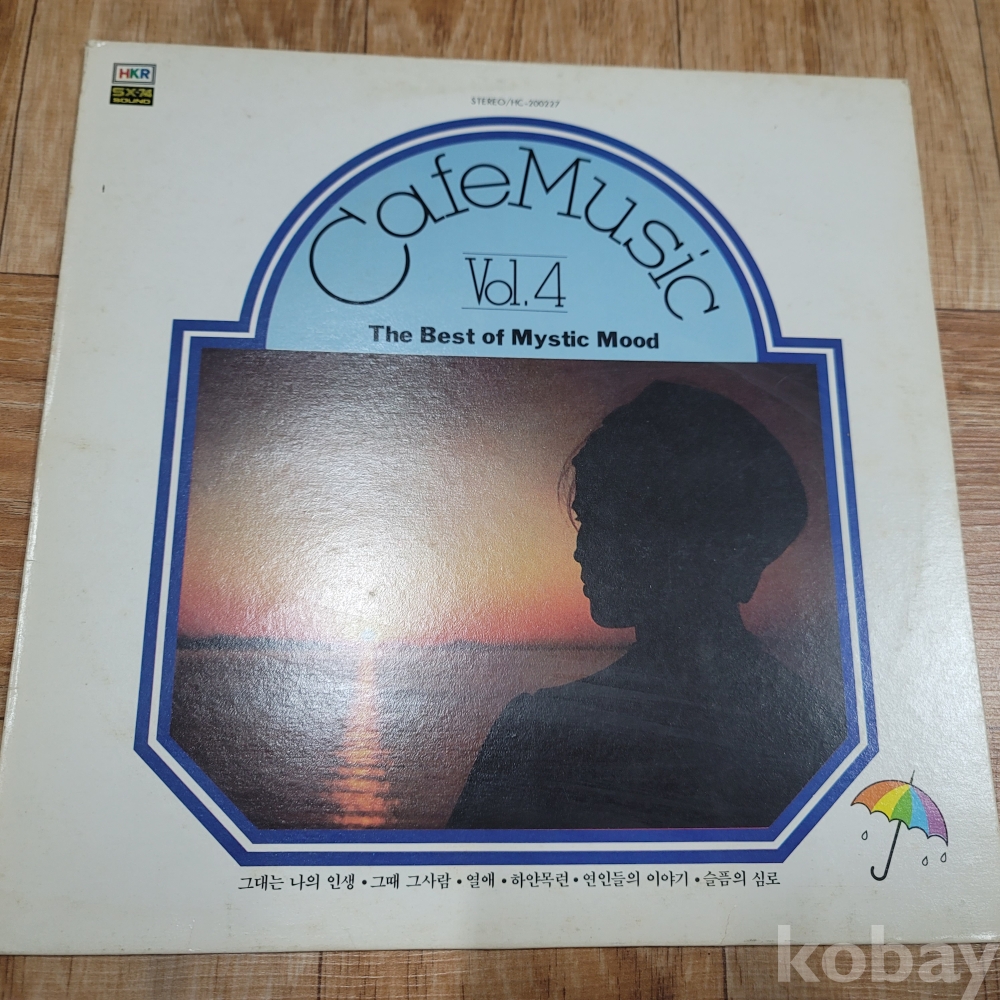 HKR
SX-74
SOUND
STEREO/HC-200227
Cafe Music
Vol. 4
The Best of Mystic Mood
그대는 나의 인생 • 그때 그사람 • 열애 • 하얀목련 • 연인들의 이야기 • 슬픔의 심로
kobay